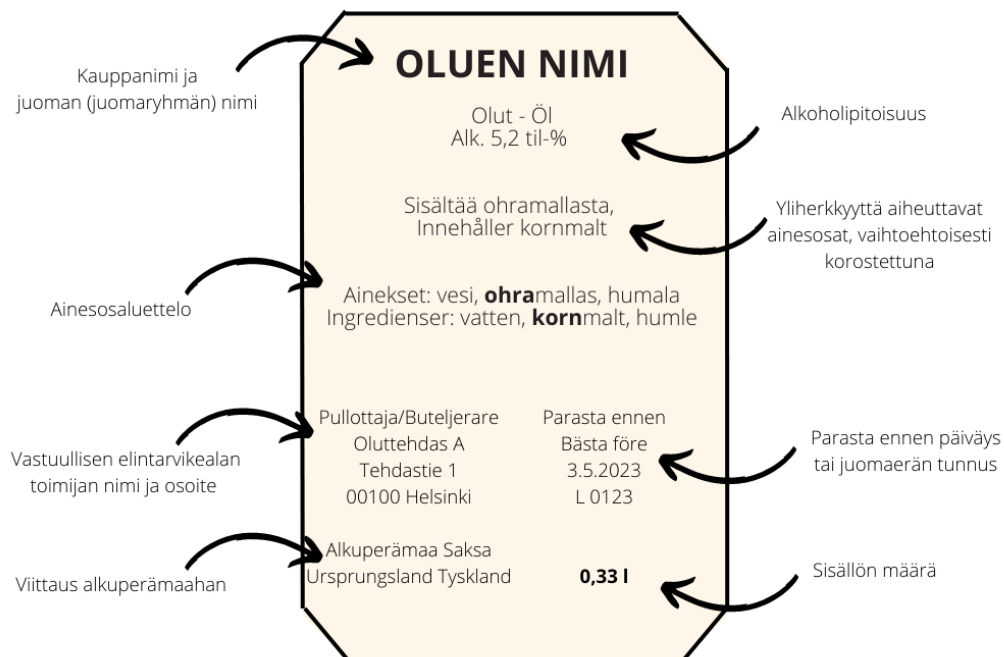 OLUEN NIMI
Kauppanimi ja
juoman (juomaryhmän) nimi
Olut - Öl
Alk. 5,2 til-%
Alkoholipitoisuus
Sisältää ohramallasta,
Innehåller kornmalt
Yliherkkyyttä aiheuttavat
ainesosat, vaihtoehtoisesti
korostettuna
Ainesosaluettelo
Ainekset: vesi, ohramallas, humala
Ingredienser: vatten, kornmalt, humle
Vastuullisen elintarvikealan
toimijan nimi ja osoite
Pullottaja/Buteljerare
Oluttehdas A
Tehdastie 1
00100 Helsinki
Parasta ennen
Bästa före
3.5.2023
L 0123
Parasta ennen päiväys
tai juomaerän tunnus
Viittaus alkuperämaahan
Alkuperämaa Saksa
Ursprungsland Tyskland
0,33 l
Sisällön määrä